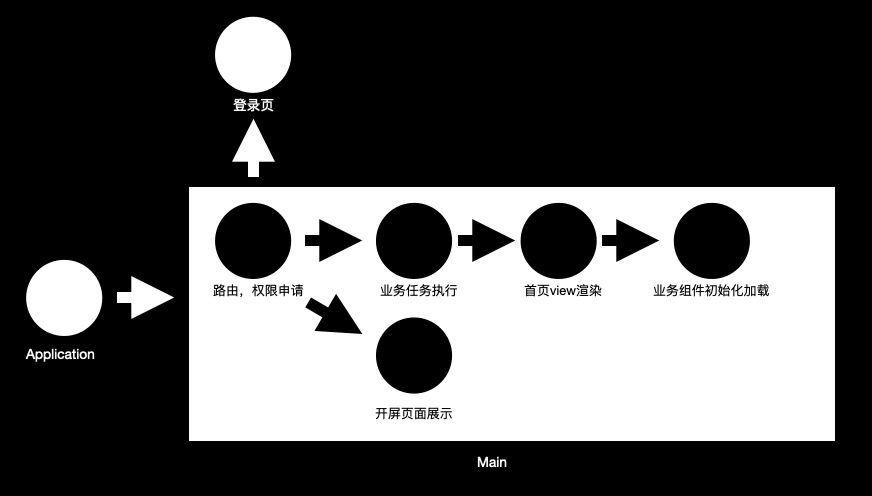 登录页
路由，权限申请
业务任务执行
首页view渲染
业务组件初始化加载
Application
开屏页面展示
Main